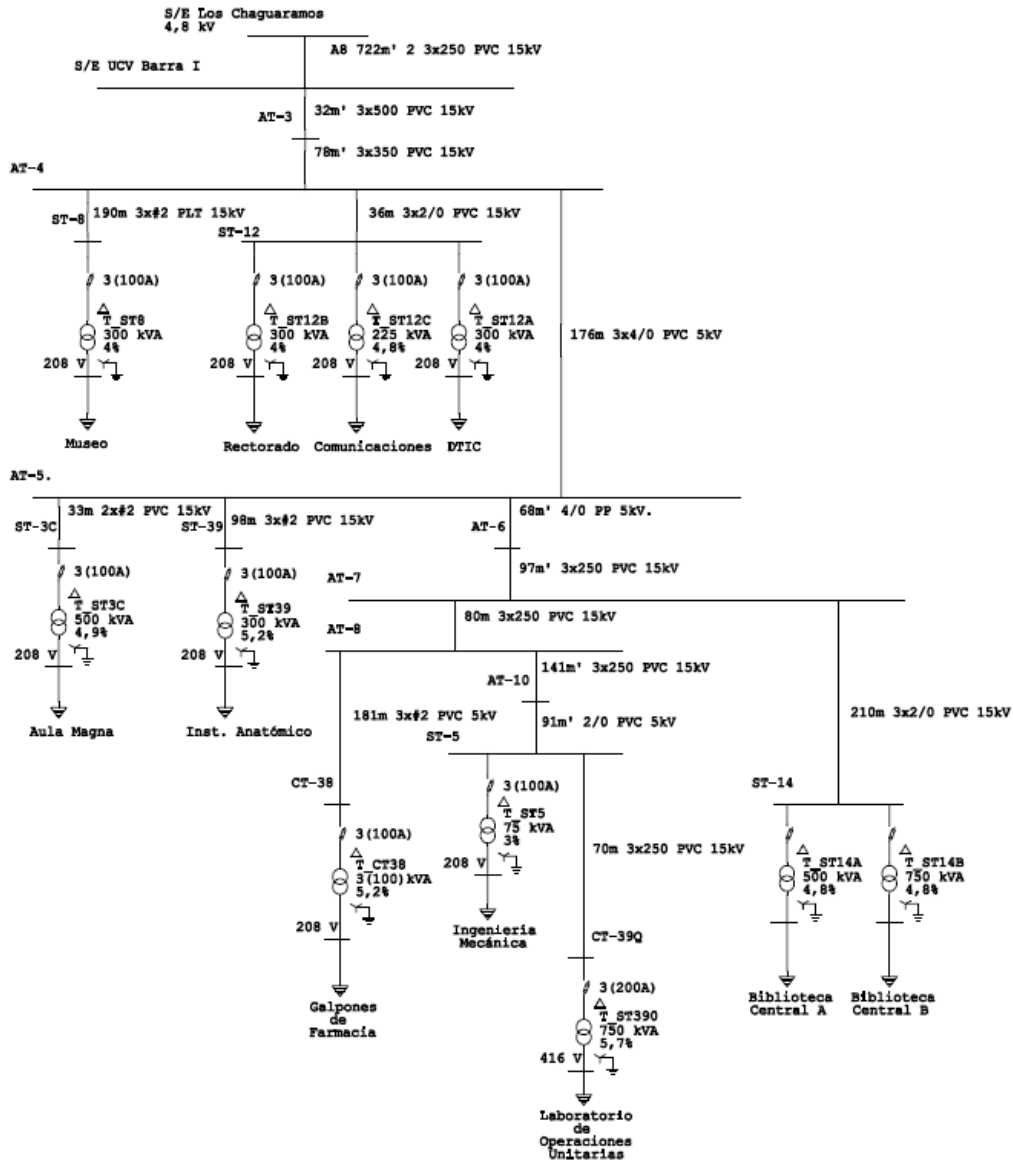 S/E Los Chaguaramos
4,8 kV
A8 722m' 2 3x250 PVC 15kV
S/E UCV Barra I
32m' 3x500 PVC 15kV
AT-3
78m' 3x350 PVC 15kV
AT-4
190m 3x#2 PLT 15kV
36m 3x2/0 PVC 15kV
ST-8
ST-12
3(100A)
3(100A)
3(100A)
3(100A)
T_ST8
300 kVA
4%
208 V
T_ST12B
300 kVA
4%
208 V
T_ST12C
225 kVA
4,8%
208 V
T_ST12A
300 kVA
4%
208 V
176m 3x4/0 PVC 5kV
Museo
Rectorado
Comunicaciones
DTIC
AT-5.
33m 2x#2 PVC 15kV
98m 3x#2 PVC 15kV
68m' 4/0 PP 5kV.
ST-3C
ST-39
AT-6
3(100A)
3(100A)
97m' 3x250 PVC 15kV
AT-7
T_ST3C
500 kVA
4,9%
208 V
T_ST39
300 kVA
5,2%
208 V
80m 3x250 PVC 15kV
AT-8
141m' 3x250 PVC 15kV
AT-10
181m 3x#2 PVC 5kV
91m' 2/0 PVC 5kV
210m 3x2/0 PVC 15kV
Aula Magna
Inst. Anatómico
ST-5
CT-38
3(100A)
ST-14
T_ST5
75 kVA
3%
208 V
3(100A)
70m 3x250 PVC 15kV
T_CT38
3(100)kVA
5,2%
208 V
T_ST14A
500 kVA
4,8%
T_ST14B
750 kVA
4,8%
Ingeniería
Mecánica
CT-39Q
3(200A)
Galpones
de
Farmacia
Biblioteca
Central A
Biblioteca
Central B
T_ST390
750 kVA
5,7%
416 V
Laboratorio
de
Operaciones
Unitarias